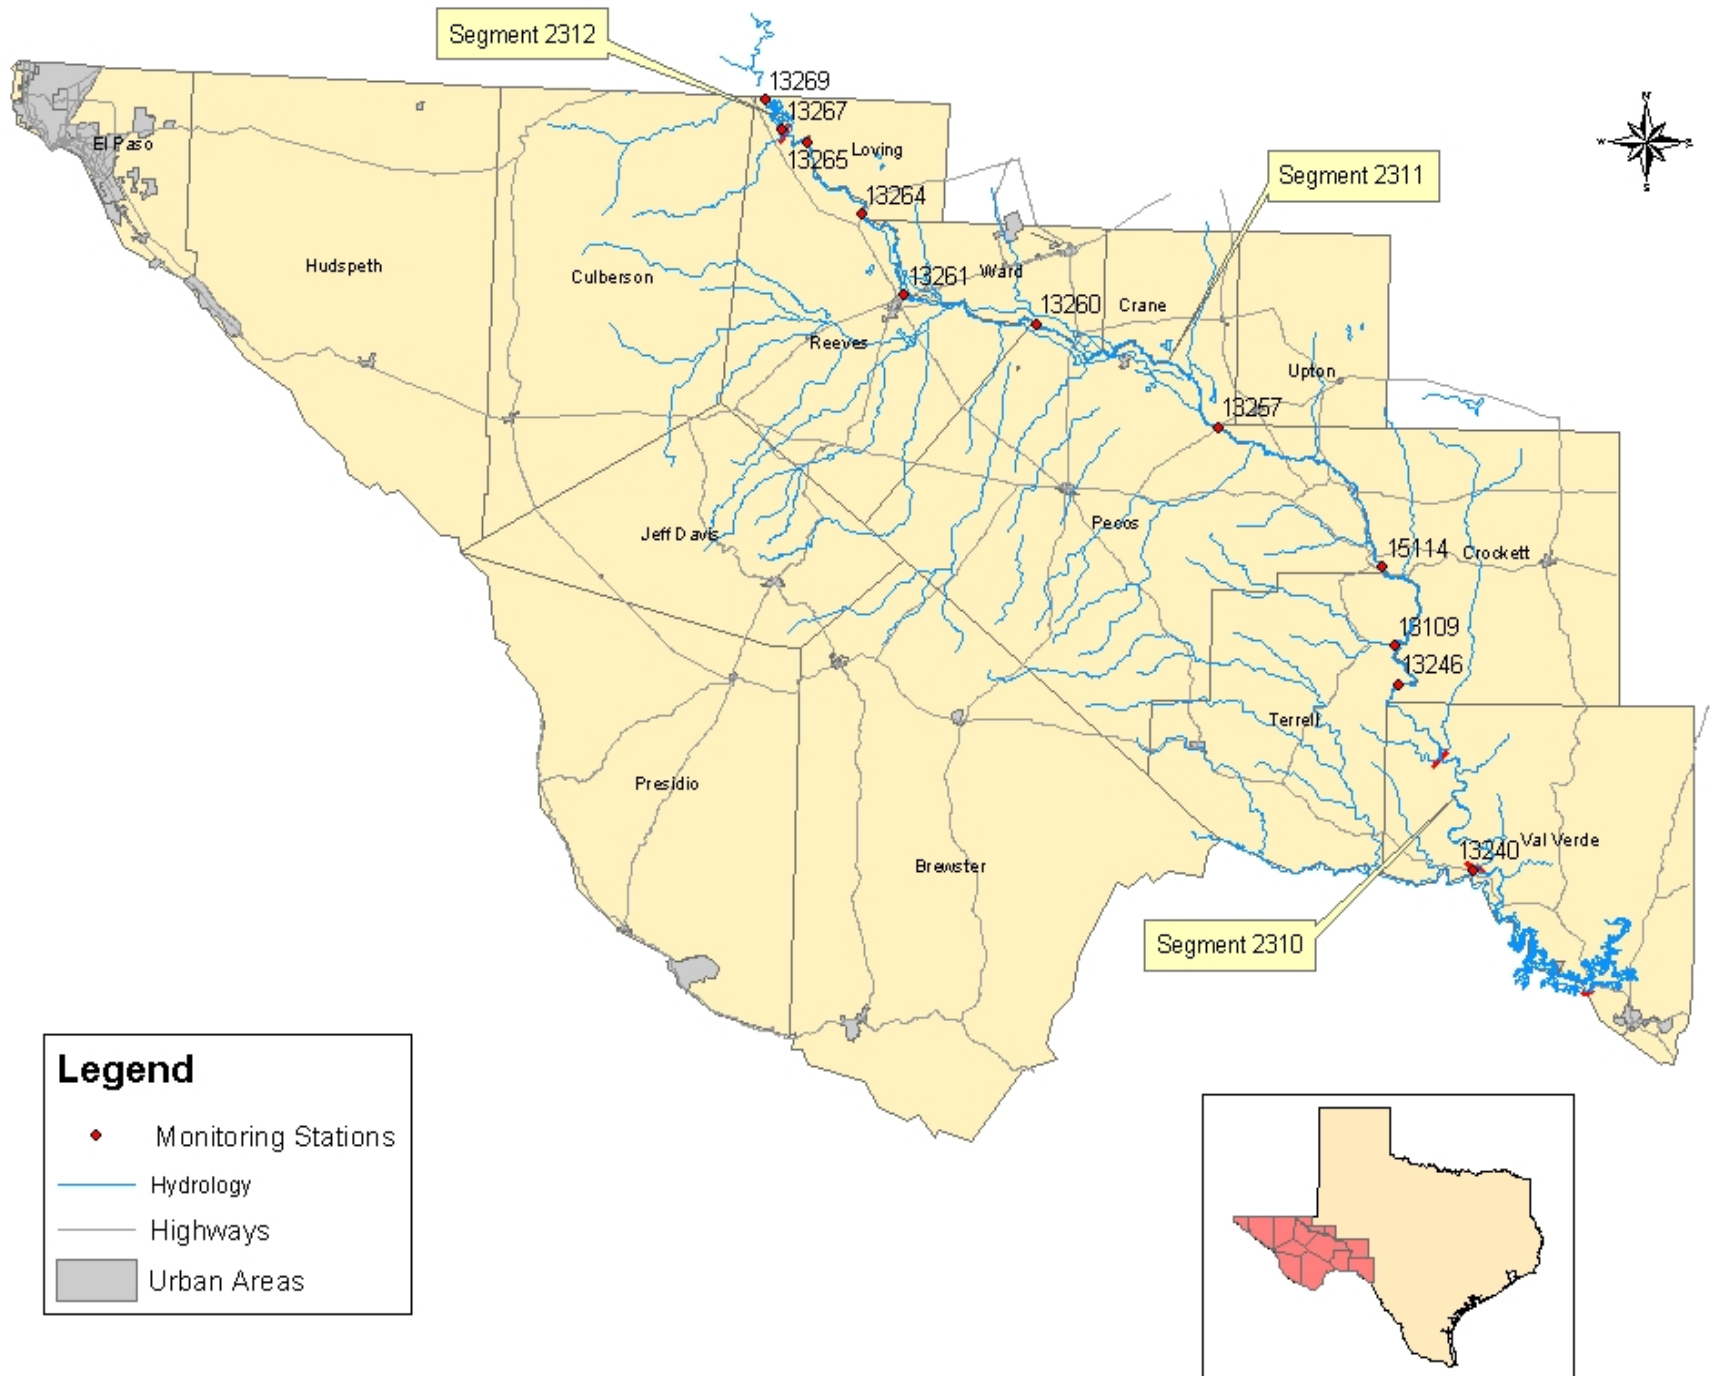 Segment 2312
13269
13267
El Paso
Loving
13265
Segment 2311
13264
Hudspeth
Culberson
13261
Ward
13260
Crane
Reeves
Upton
13257
Jeff Davis
Pecos
15114
Crockett
13109
13246
Terrell
Presidio
13240
Val Verde
Brewster
Segment 2310
N
W
E
S
Legend
Monitoring Stations
Hydrology
Highways
Urban Areas